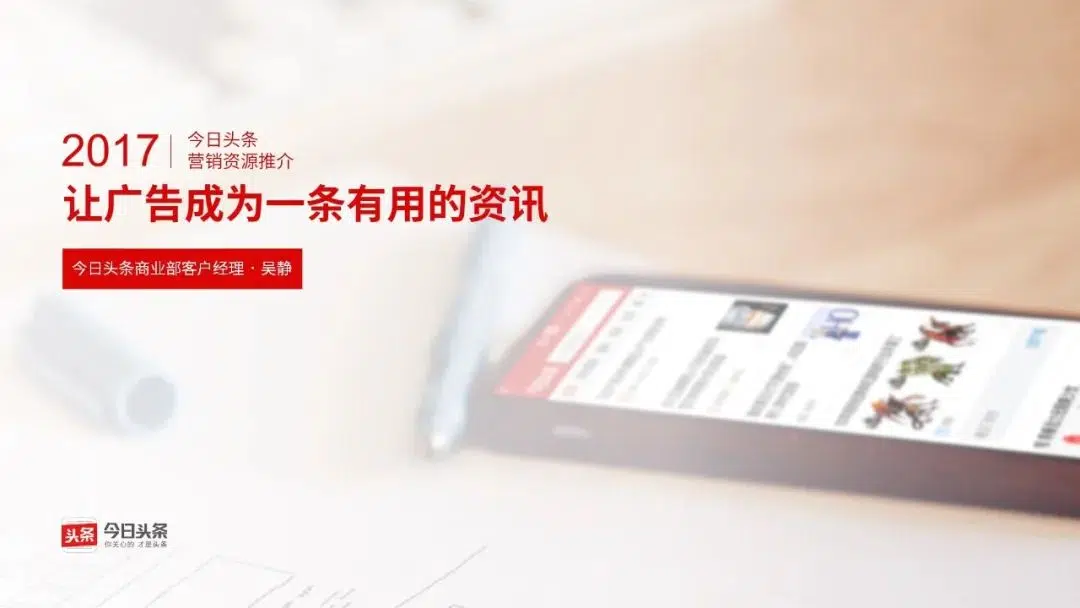 2017
今日头条
营销资源推介
让广告成为一条有用的资讯
今日头条商业部客户经理·吴静
头条
今日头条
你关心的 才是头条